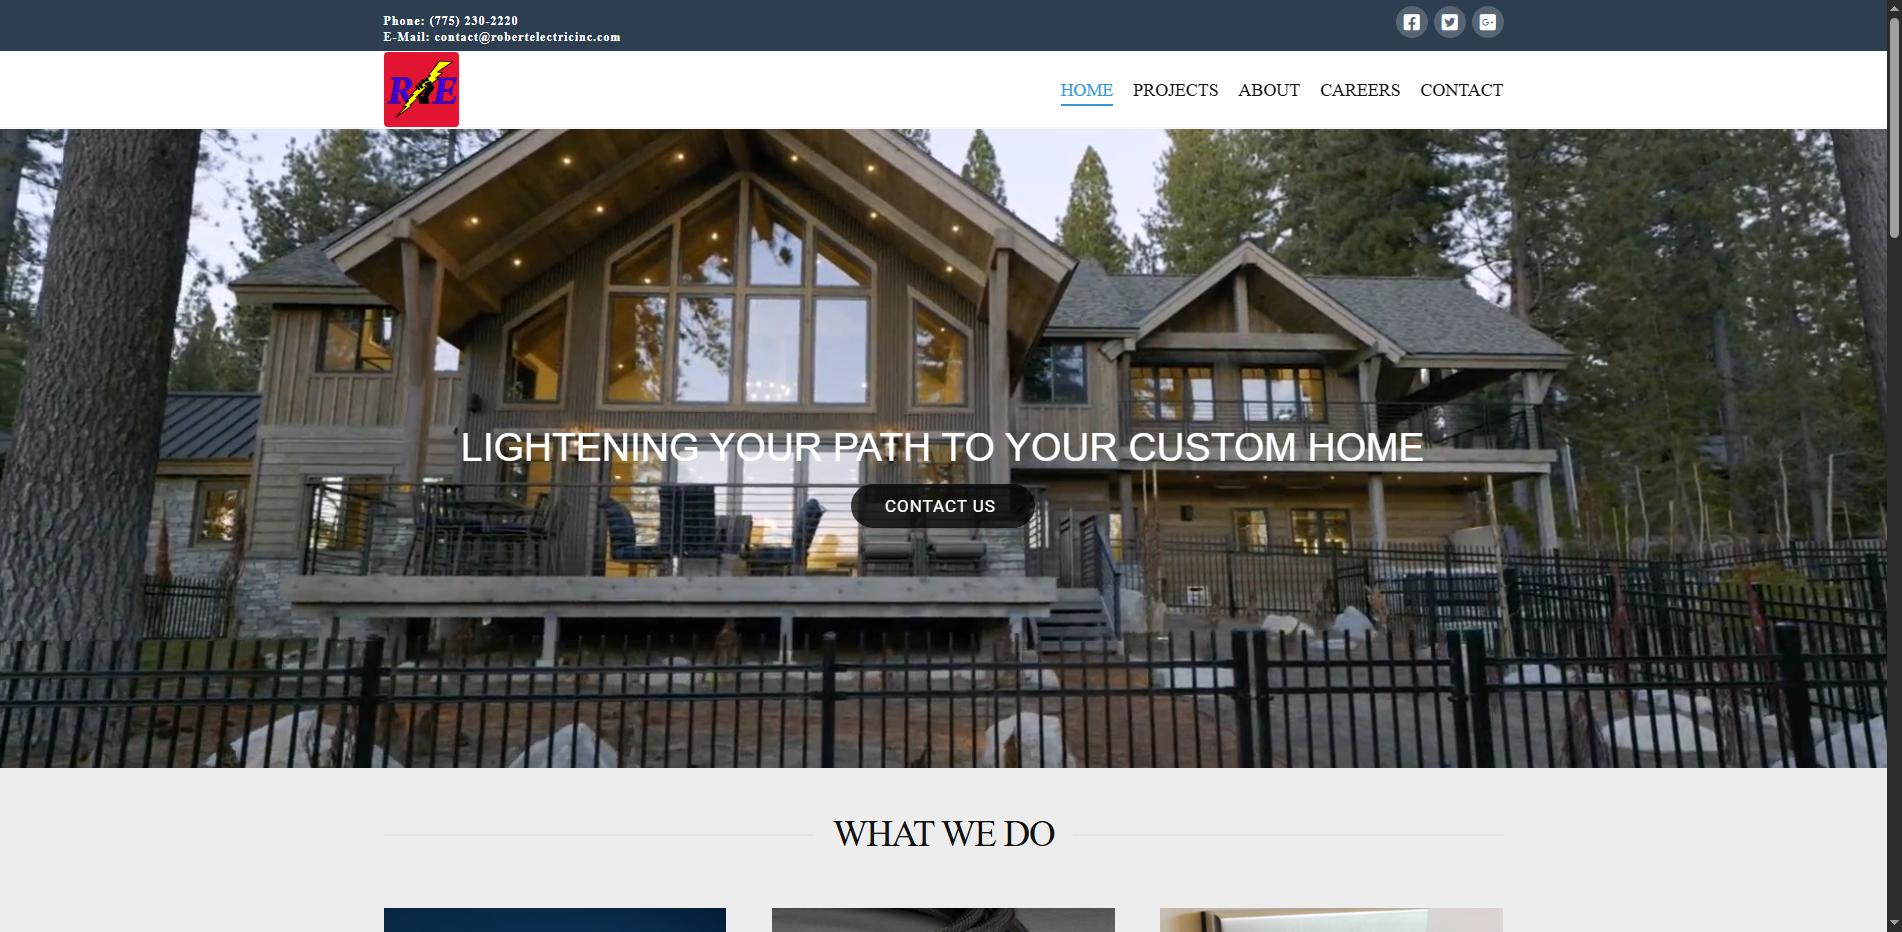 Phone: (775) 230-2220
E-Mail: contact@robertelectricinc.com
G+
RE
HOME PROJECTS ABOUT CAREERS CONTACT
LIGHTENING YOUR PATH TO YOUR CUSTOM HOME
CONTACT US
WHAT WE DO